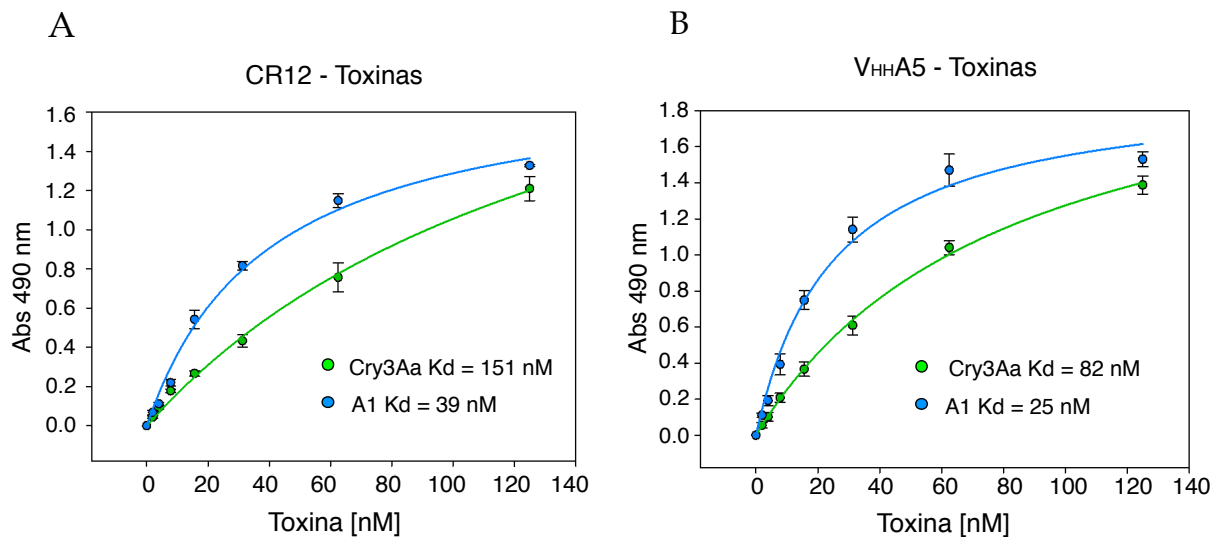 A
CR12 - Toxinas
Abs 490 nm
1.6
1.4
1.2
1.0
0.8
0.6
0.4
0.2
0.0
Cry3Aa Kd = 151 nM
A1 Kd = 39 nM
0 20 40 60 80 100 120 140
Toxina [nM]
B
VHHA5 - Toxinas
Abs 490 nm
1.8
1.6
1.4
1.2
1.0
0.8
0.6
0.4
0.2
0.0
Cry3Aa Kd = 82 nM
A1 Kd = 25 nM
0 20 40 60 80 100 120 140
Toxina [nM]